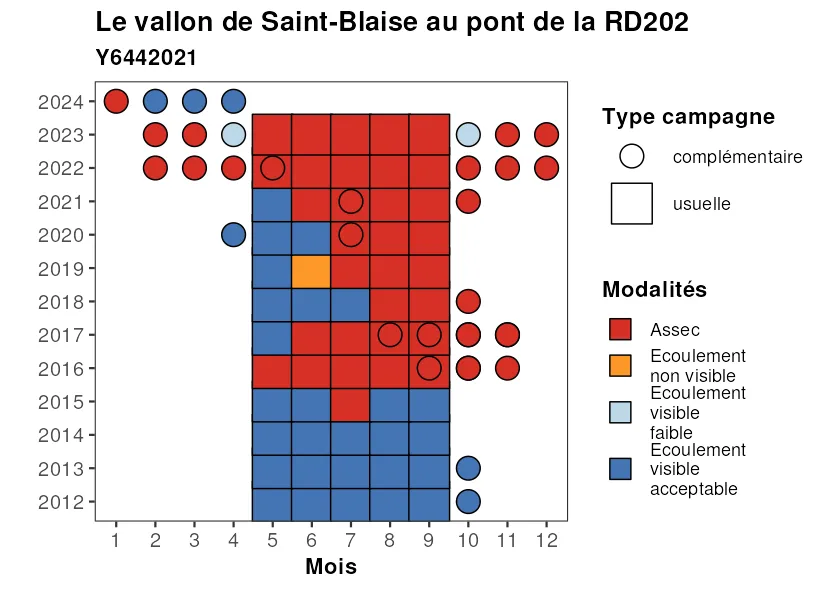 Le vallon de Saint-Blaise au pont de la RD202
Y6442021
2024
2023
2022
2021
2020
2019
2018
2017
2016
2015
2014
2013
2012
1 2 3 4 5 6 7 8 9 10 11 12
Mois
Type campagne
complémentaire
usuelle
Modalités
Assec
Ecoulement
non visible
Ecoulement
visible
faible
Ecoulement
visible
acceptable